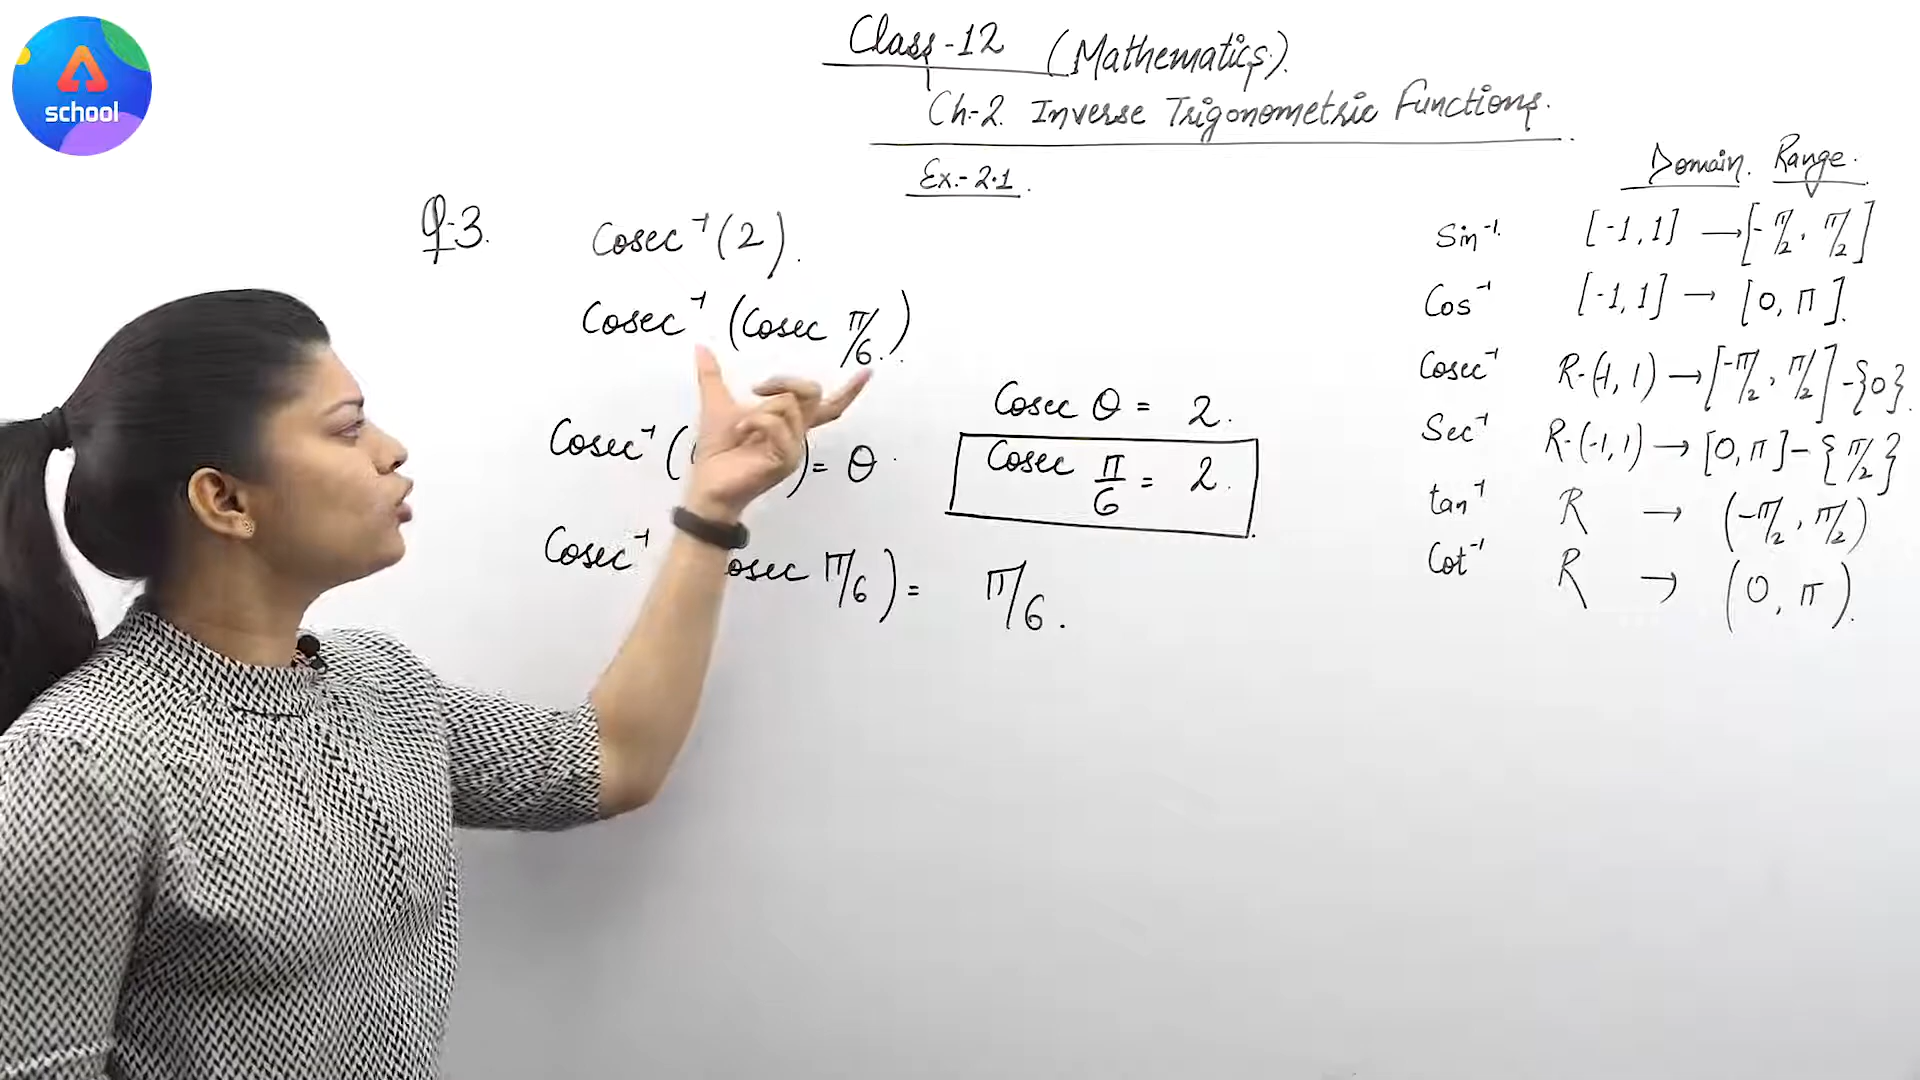 school
Class-12 (Mathematics).
Ch-2. Inverse Trigonometric Functions.
Ex.- 2.1.
Q.3. Cosec⁻¹(2).
Cosec⁻¹ (Cosec π/6).
Cosec⁻¹ ( ) = θ.
Cosec θ = 2.
Cosec π/6 = 2.
Cosec⁻¹ osec π/6) = π/6.
Domain. Range.
Sin⁻¹. [-1, 1] → [-π/2, π/2]
Cos⁻¹ [-1, 1] → [0, π].
Cosec⁻¹ R-(-1, 1) → [-π/2, π/2] -{0}.
Sec⁻¹ R-(-1, 1) → [0, π] - {π/2}
tan⁻¹ R → (-π/2, π/2)
Cot⁻¹ R → (0, π).